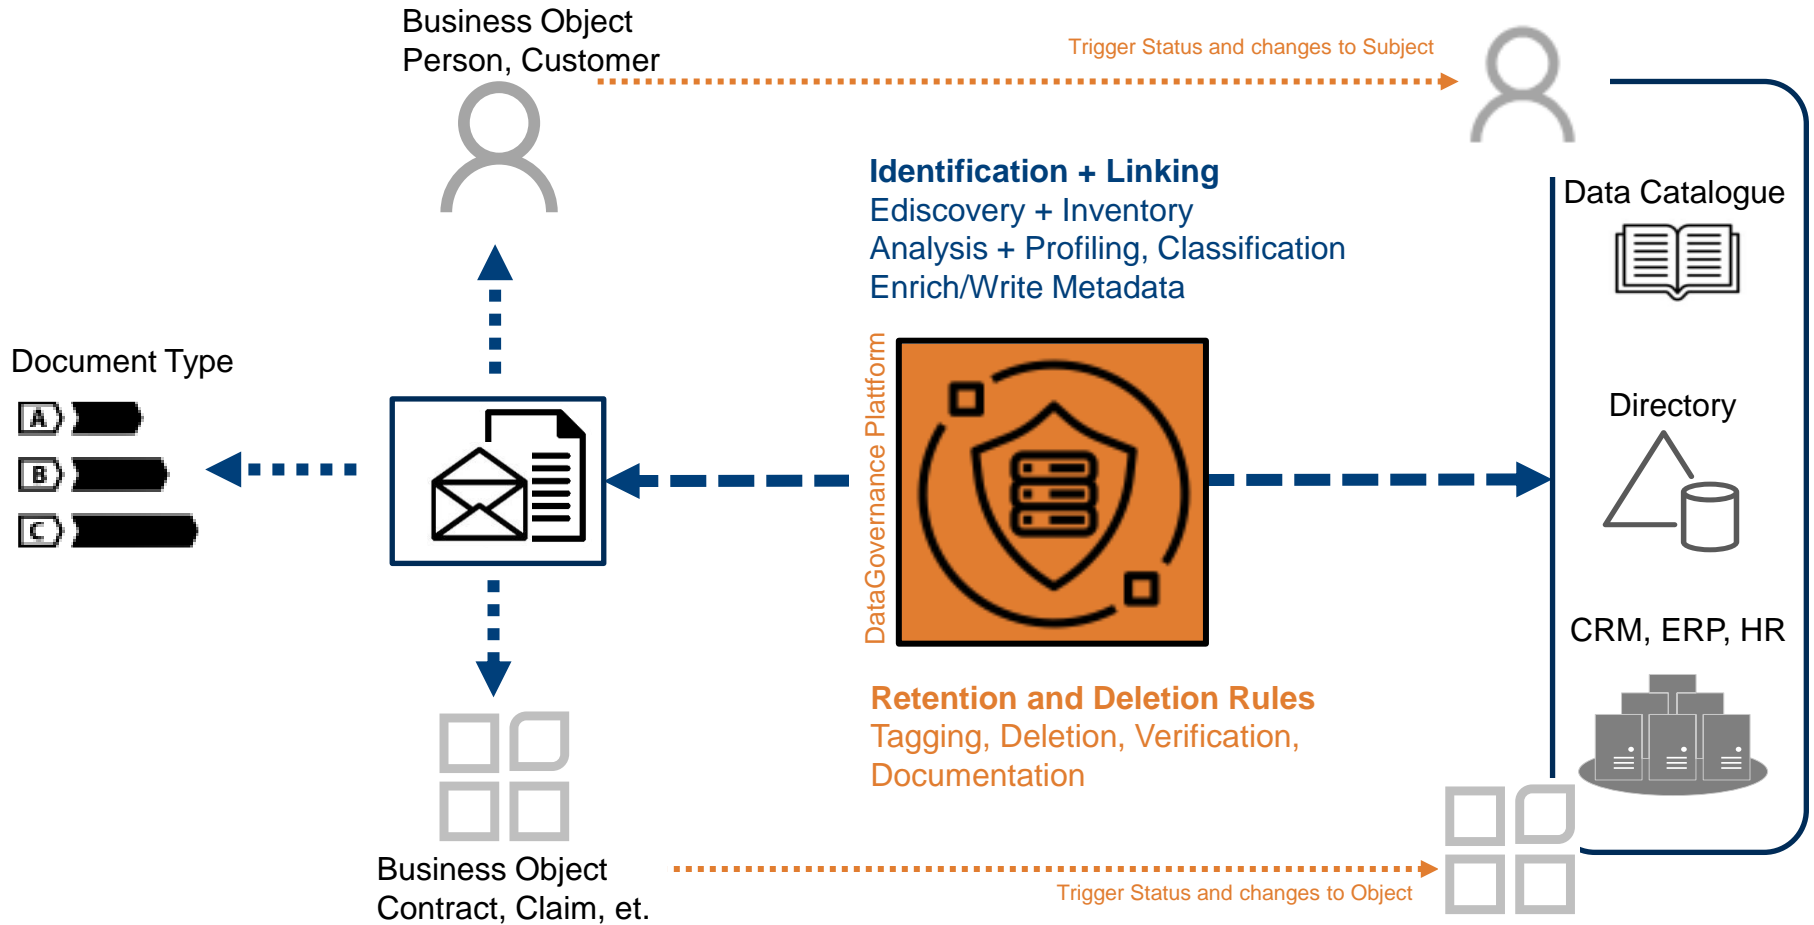 Business Object
Person, Customer
Trigger Status and changes to Subject
Identification + Linking
Ediscovery + Inventory
Analysis + Profiling, Classification
Enrich/Write Metadata
Data Catalogue
Document Type
A
B
C
DataGovernance Plattform
Directory
CRM, ERP, HR
Retention and Deletion Rules
Tagging, Deletion, Verification,
Documentation
Business Object
Contract, Claim, et.
Trigger Status and changes to Object